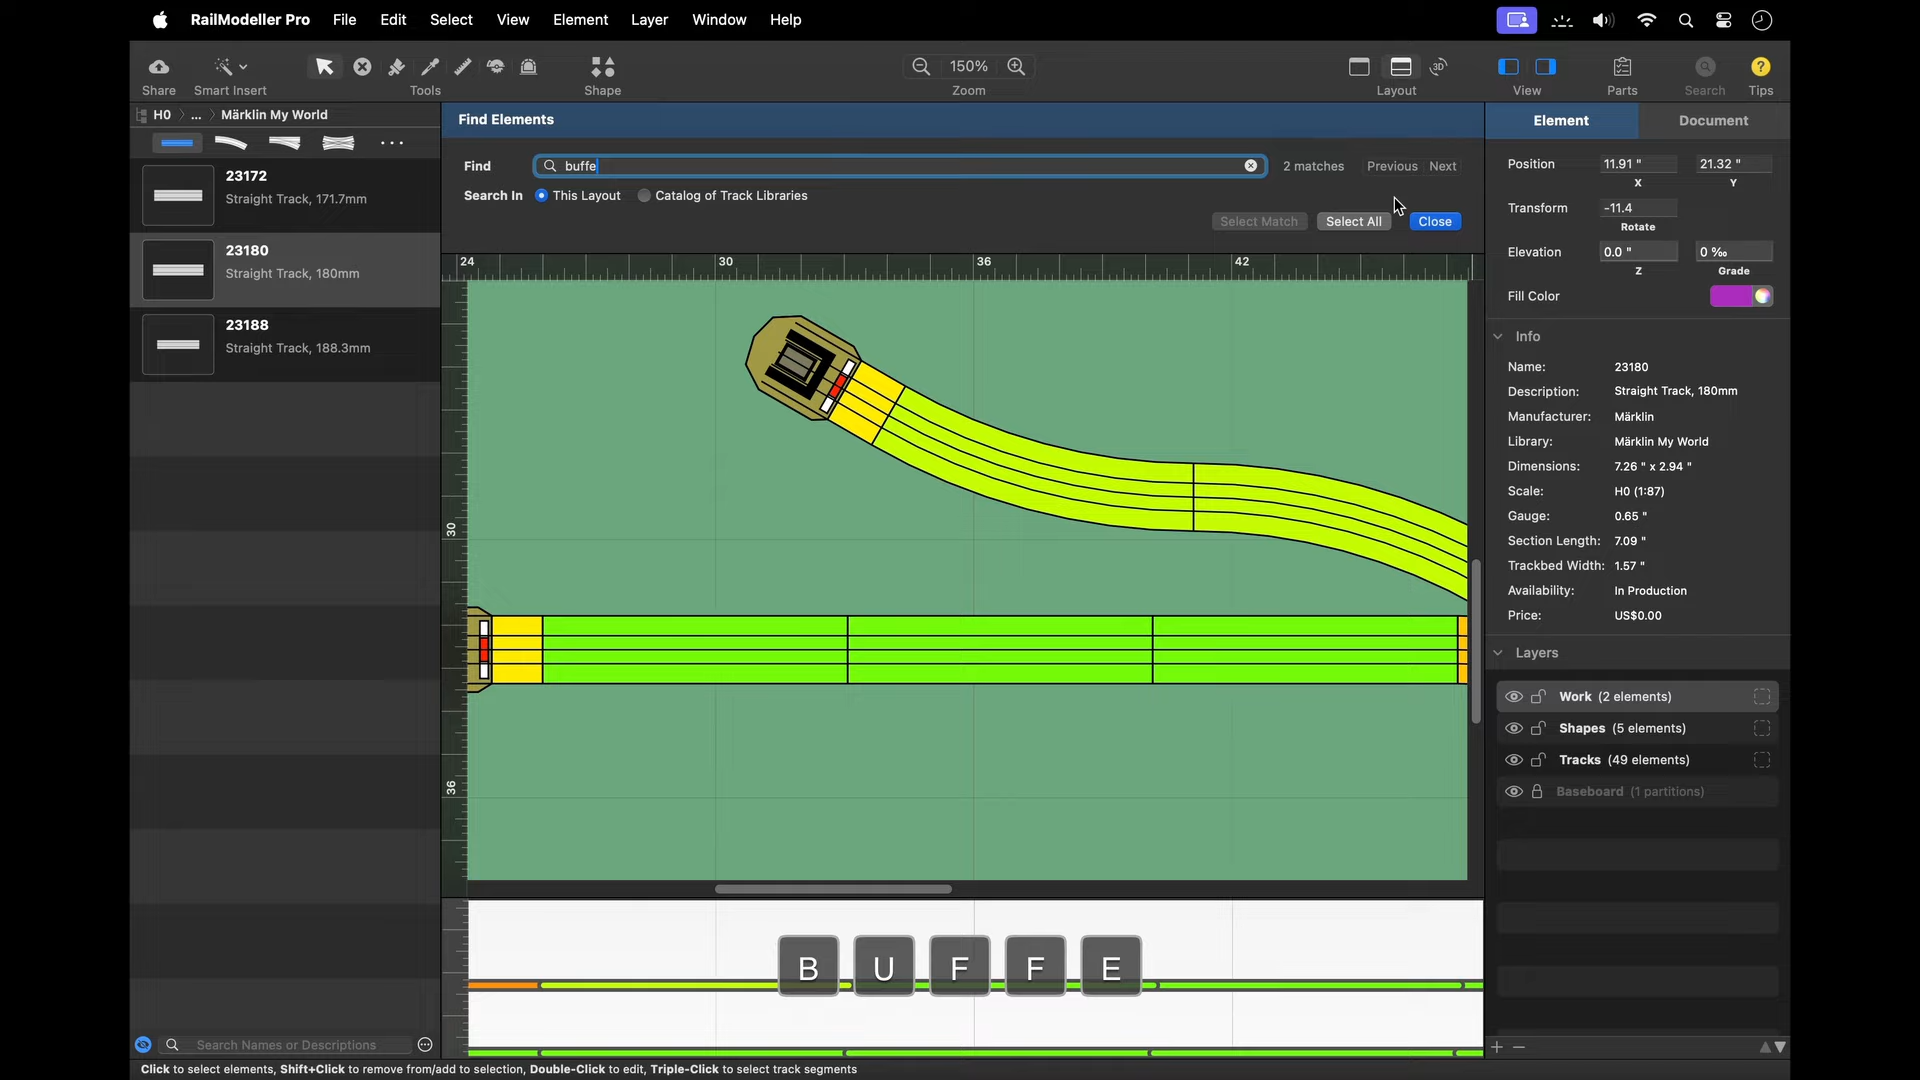 RailModeller Pro File Edit Select View Element Layer Window Help
Share Smart Insert Tools Shape 150% Zoom 3D Layout View Parts Search ? Tips
H0 ... Märklin My World
23172
Straight Track, 171.7mm
23180
Straight Track, 180mm
23188
Straight Track, 188.3mm
Search Names or Descriptions
Find Elements
Find buffe 2 matches Previous Next
Search In This Layout Catalog of Track Libraries
Select Match Select All Close
24 30 36 42
30
36
B U F F E
Element Document
Position 11.91 " 21.32 "
X Y
Transform -11.4
Rotate
Elevation 0.0 " 0 ‰
Z Grade
Fill Color
Info
Name: 23180
Description: Straight Track, 180mm
Manufacturer: Märklin
Library: Märklin My World
Dimensions: 7.26 " x 2.94 "
Scale: H0 (1:87)
Gauge: 0.65 "
Section Length: 7.09 "
Trackbed Width: 1.57 "
Availability: In Production
Price: US$0.00
Layers
Work (2 elements)
Shapes (5 elements)
Tracks (49 elements)
Baseboard (1 partitions)
Click to select elements, Shift+Click to remove from/add to selection, Double-Click to edit, Triple-Click to select track segments